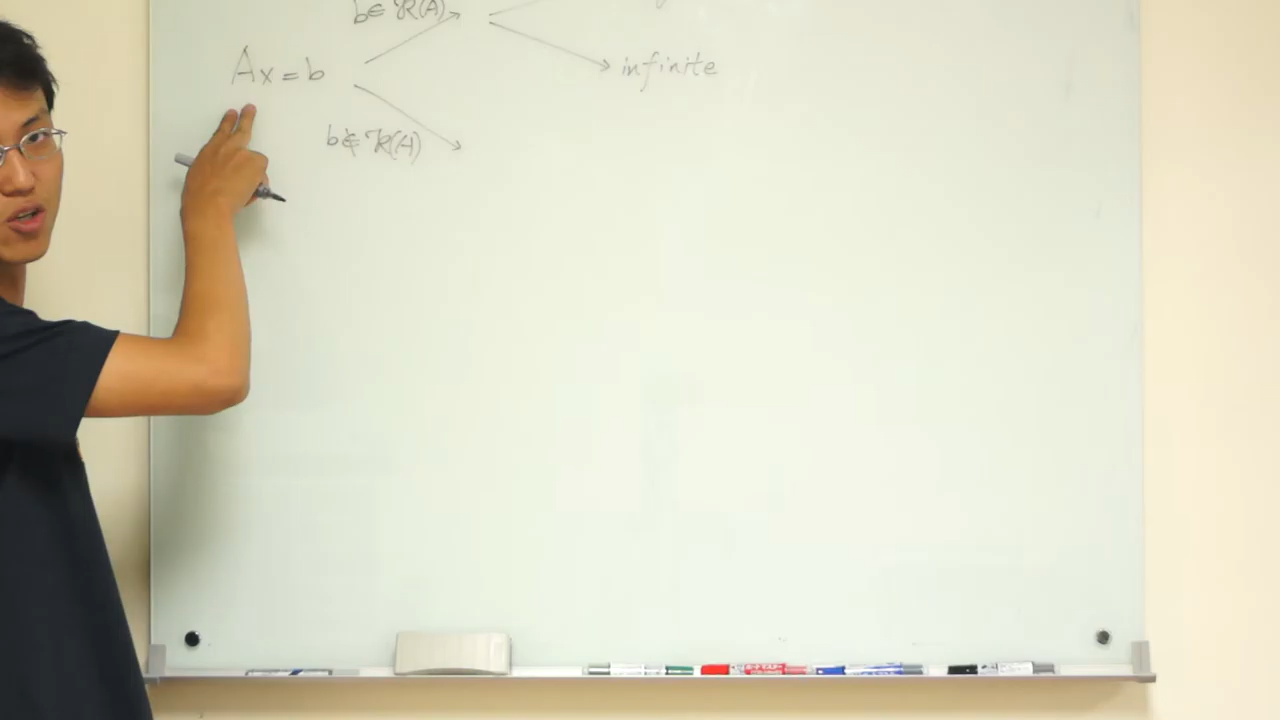 b∈ R(A)
Ax = b
infinite
b∉ R(A)